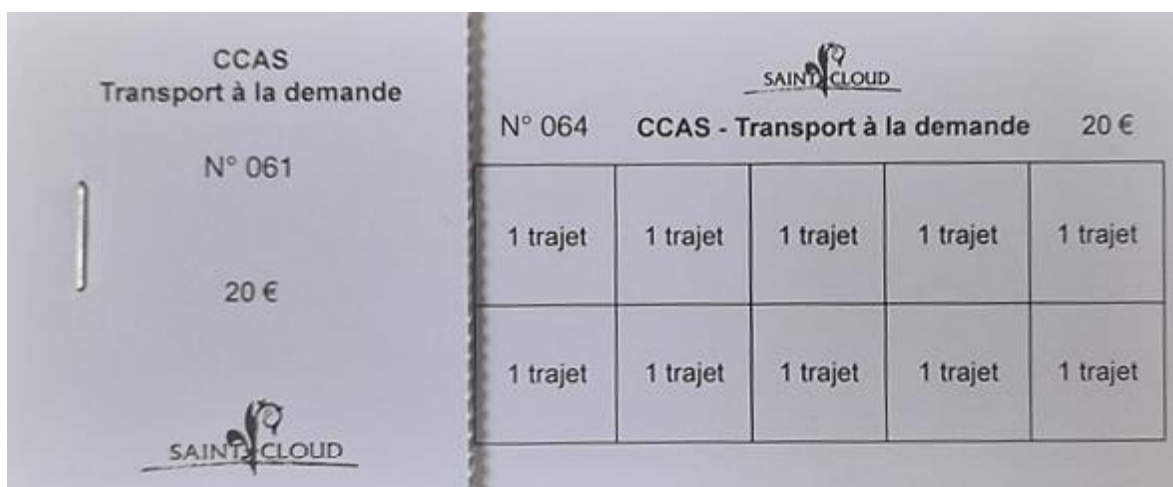 CCAS
Transport à la demande
N° 061
20 €
SAINT CLOUD
SAINT CLOUD
N° 064 CCAS - Transport à la demande 20 €
1 trajet 1 trajet 1 trajet 1 trajet 1 trajet
1 trajet 1 trajet 1 trajet 1 trajet 1 trajet